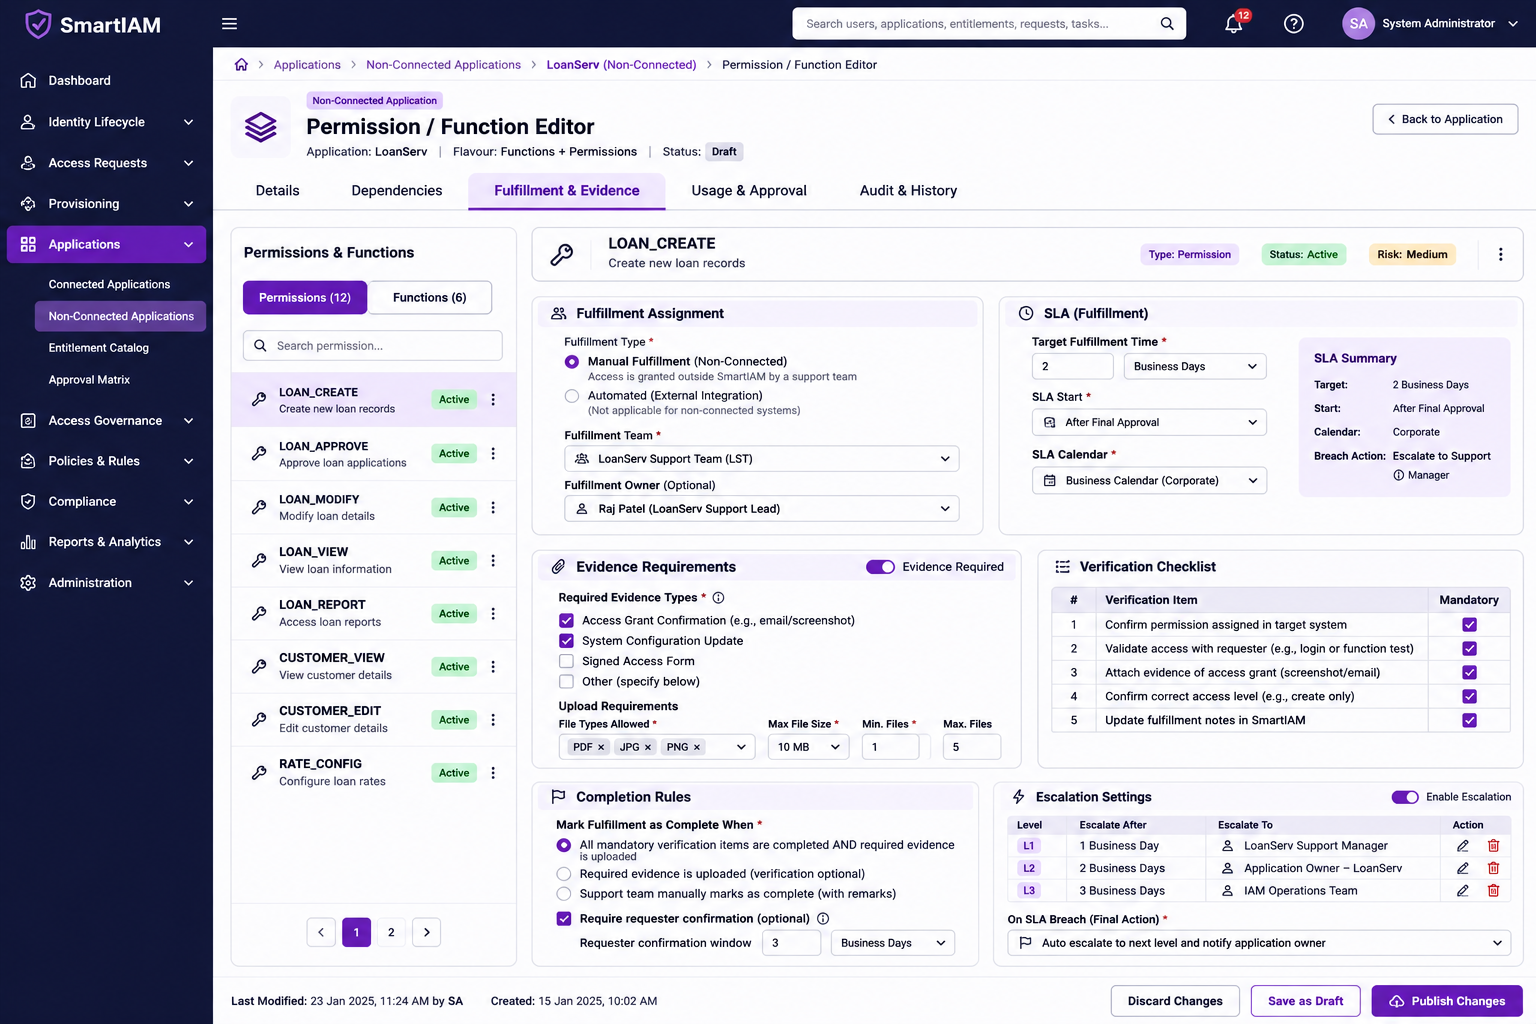 SmartIAM
Search users, applications, entitlements, requests, tasks...
12
SA
System Administrator
Dashboard
Identity Lifecycle
Access Requests
Provisioning
Applications
Connected Applications
Non-Connected Applications
Entitlement Catalog
Approval Matrix
Access Governance
Policies & Rules
Compliance
Reports & Analytics
Administration
Applications > Non-Connected Applications > LoanServ (Non-Connected) > Permission / Function Editor
Non-Connected Application
Permission / Function Editor
Application: LoanServ | Flavour: Functions + Permissions | Status: Draft
Back to Application
Details
Dependencies
Fulfillment & Evidence
Usage & Approval
Audit & History
Permissions & Functions
Permissions (12)
Functions (6)
Search permission...
LOAN_CREATE
Create new loan records
Active
LOAN_APPROVE
Approve loan applications
Active
LOAN_MODIFY
Modify loan details
Active
LOAN_VIEW
View loan information
Active
LOAN_REPORT
Access loan reports
Active
CUSTOMER_VIEW
View customer details
Active
CUSTOMER_EDIT
Edit customer details
Active
RATE_CONFIG
Configure loan rates
Active
1
2
LOAN_CREATE
Create new loan records
Type: Permission
Status: Active
Risk: Medium
Fulfillment Assignment
Fulfillment Type *
Manual Fulfillment (Non-Connected)
Access is granted outside SmartIAM by a support team
Automated (External Integration)
(Not applicable for non-connected systems)
Fulfillment Team *
LoanServ Support Team (LST)
Fulfillment Owner (Optional)
Raj Patel (LoanServ Support Lead)
SLA (Fulfillment)
Target Fulfillment Time *
2
Business Days
SLA Start *
After Final Approval
SLA Calendar *
Business Calendar (Corporate)
SLA Summary
Target: 2 Business Days
Start: After Final Approval
Calendar: Corporate
Breach Action: Escalate to Support
Manager
Evidence Requirements
Evidence Required
Required Evidence Types *
Access Grant Confirmation (e.g., email/screenshot)
System Configuration Update
Signed Access Form
Other (specify below)
Upload Requirements
File Types Allowed *
Max File Size *
Min. Files *
Max. Files
PDF × JPG × PNG ×
10 MB
1
5
Verification Checklist
# Verification Item Mandatory
1 Confirm permission assigned in target system
2 Validate access with requester (e.g., login or function test)
3 Attach evidence of access grant (screenshot/email)
4 Confirm correct access level (e.g., create only)
5 Update fulfillment notes in SmartIAM
Completion Rules
Mark Fulfillment as Complete When *
All mandatory verification items are completed AND required evidence
is uploaded
Required evidence is uploaded (verification optional)
Support team manually marks as complete (with remarks)
Require requester confirmation (optional)
Requester confirmation window
3
Business Days
Escalation Settings
Enable Escalation
Level Escalate After Escalate To Action
L1 1 Business Day LoanServ Support Manager
L2 2 Business Days Application Owner – LoanServ
L3 3 Business Days IAM Operations Team
On SLA Breach (Final Action) *
Auto escalate to next level and notify application owner
Last Modified: 23 Jan 2025, 11:24 AM by SA
Created: 15 Jan 2025, 10:02 AM
Discard Changes
Save as Draft
Publish Changes